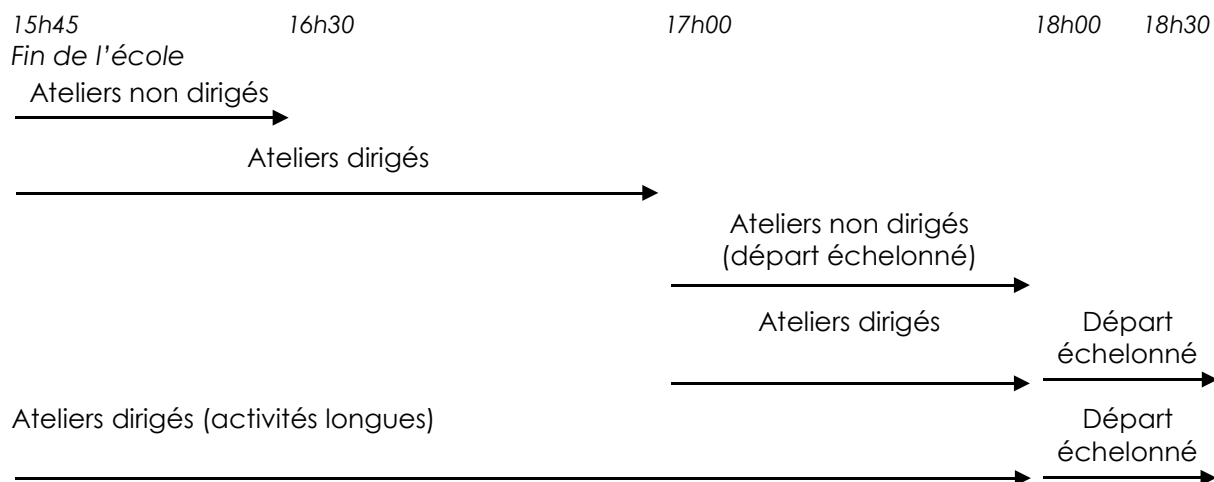 15h45 16h30 17h00 18h00 18h30
Fin de l’école
Ateliers non dirigés
Ateliers dirigés
Ateliers non dirigés
(départ échelonné)
Ateliers dirigés Départ
échelonné
Ateliers dirigés (activités longues) Départ
échelonné